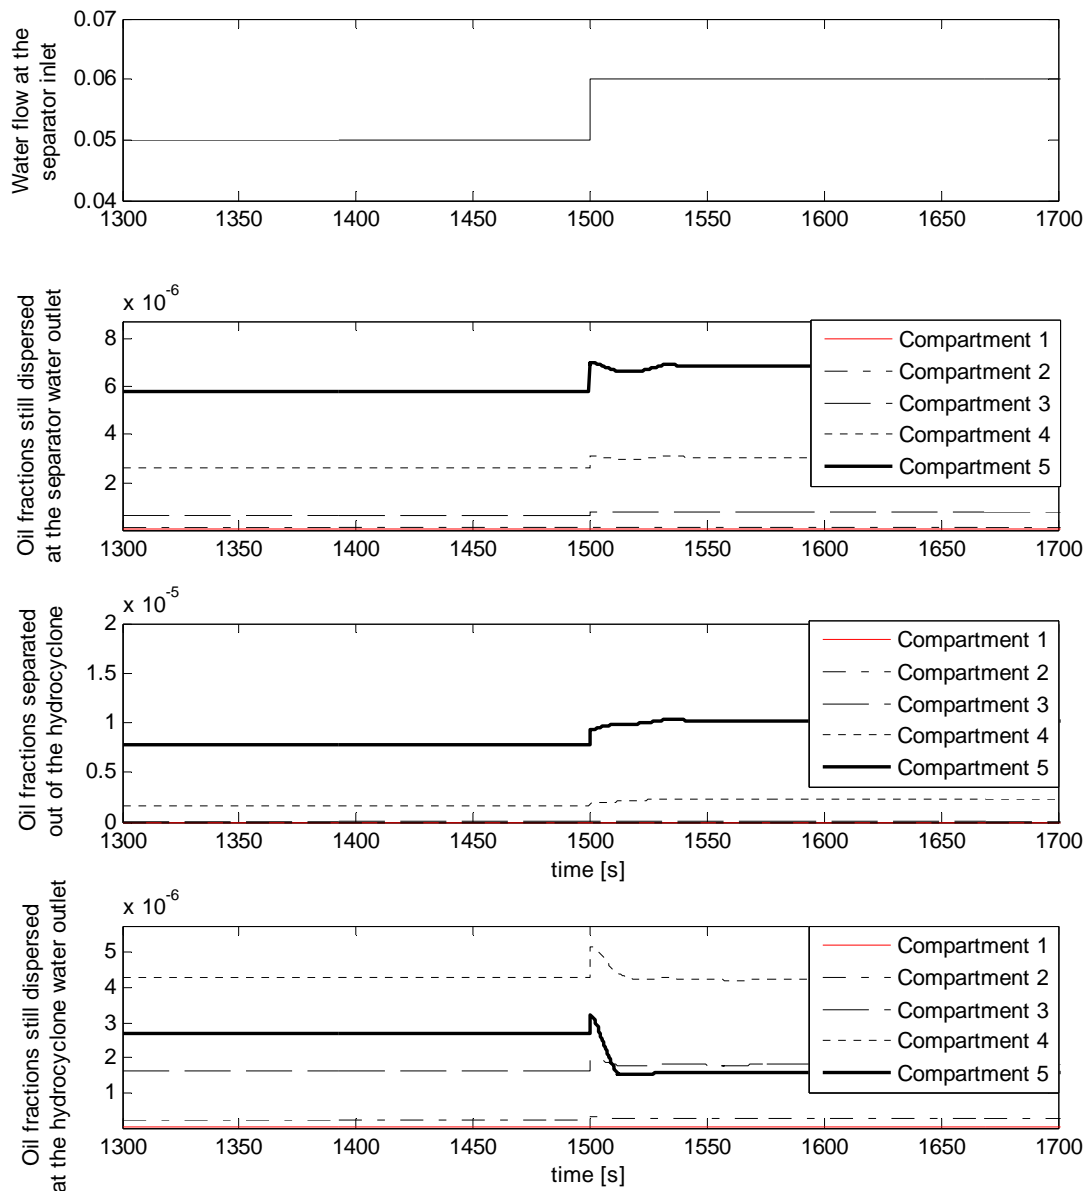 Water flow at the
separator inlet
0.07
0.06
0.05
0.04
1300 1350 1400 1450 1500 1550 1600 1650 1700
Oil fractions still dispersed
at the separator water outlet
x 10-6
8
6
4
2
Compartment 1
Compartment 2
Compartment 3
Compartment 4
Compartment 5
1300 1350 1400 1450 1500 1550 1600 1650 1700
Oil fractions separated
out of the hydrocyclone
x 10-5
2
1.5
1
0.5
0
Compartment 1
Compartment 2
Compartment 3
Compartment 4
Compartment 5
1300 1350 1400 1450 1500 1550 1600 1650 1700
time [s]
Oil fractions still dispersed
at the hydrocyclone water outlet
x 10-6
5
4
3
2
1
Compartment 1
Compartment 2
Compartment 3
Compartment 4
Compartment 5
1300 1350 1400 1450 1500 1550 1600 1650 1700
time [s]